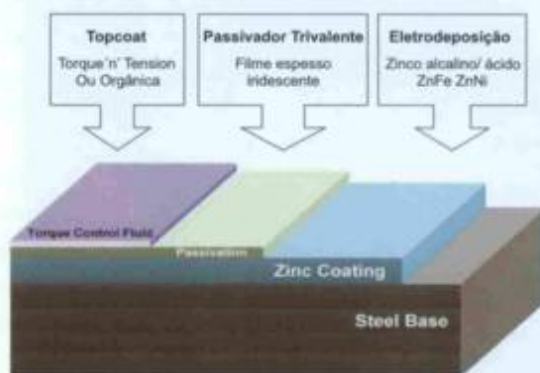 Topcoat
Torque'n' Tension
Ou Orgânica
Passivador Trivalente
Filme espesso
iridescente
Eletrodeposição
Zinco alcalino/ ácido
ZnFe ZnNi
Torque Control Fluid
Passivation
Zinc Coating
Steel Base